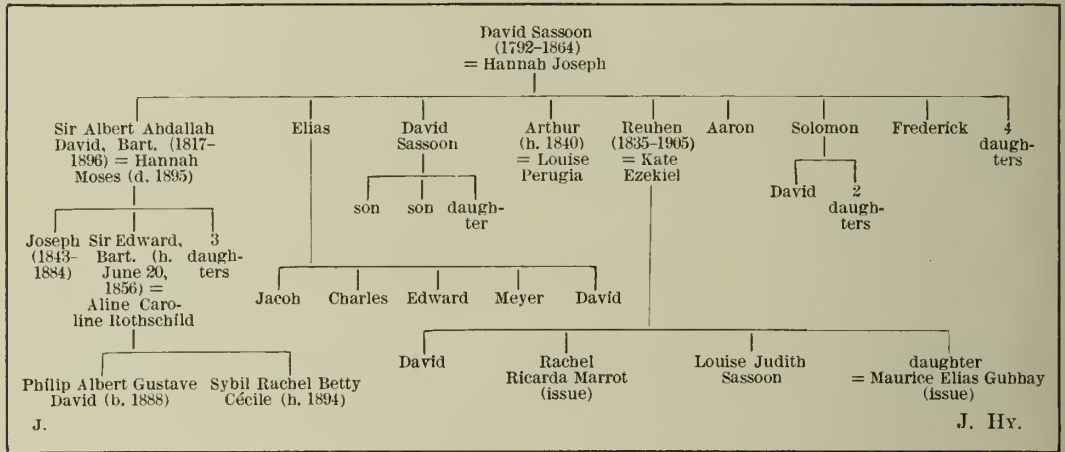 David Sassoon
(1792–1864)
= Hannah Joseph
Sir Albert Abdallah
David, Bart. (1817–
1896) = Hannah
Moses (d. 1895)
Elias
David
Sassoon
Arthur
(b. 1840)
= Louise
Perugia
Reuben
(1835-1905)
= Kate
Ezekiel
Aaron
Solomon
Frederick
4
daugh-
ters
son
son
daugh-
ter
David
2
daugh-
ters
Joseph
(1843–
1884)
Sir Edward,
Bart. (b.
June 20,
1856) =
Aline Caro-
line Rothschild
3
daugh-
ters
Jacob
Charles
Edward
Meyer
David
David
Rachel
Ricarda Marrot
(issue)
Louise Judith
Sassoon
daughter
= Maurice Elias Gubbay
(issue)
Philip Albert Gustave
David (b. 1888)
Sybil Rachel Betty
Cécile (b. 1894)
J.
J. Hy.